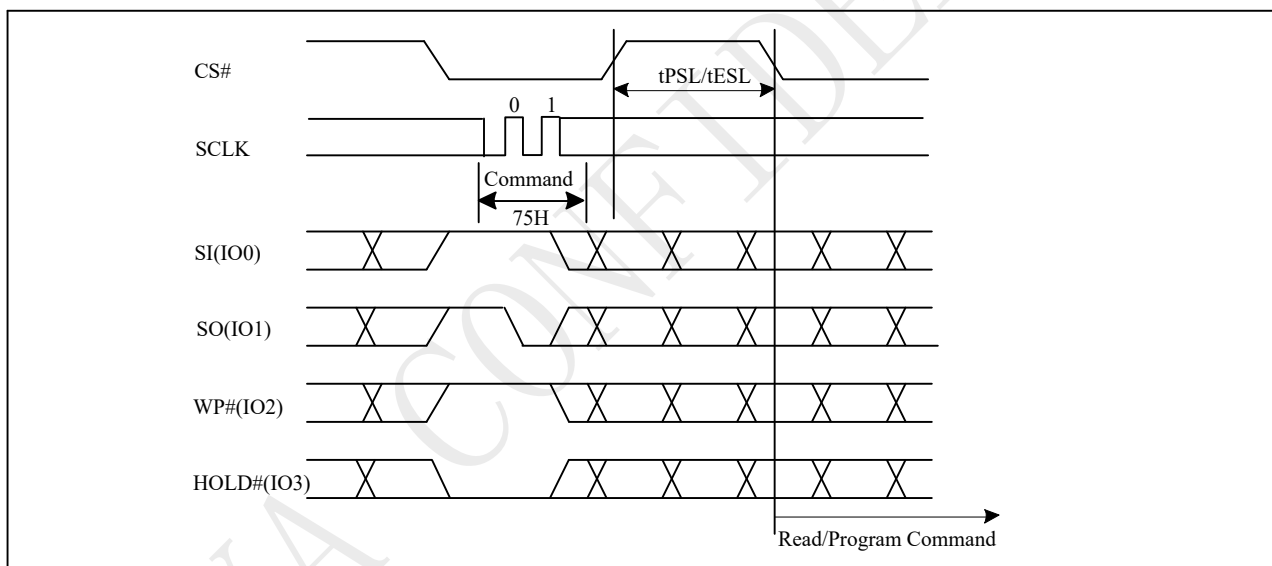 CS#
tPSL/tESL
0 1
SCLK
Command
75H
SI(IO0)
SO(IO1)
WP#(IO2)
HOLD#(IO3)
Read/Program Command
A CONFIDE